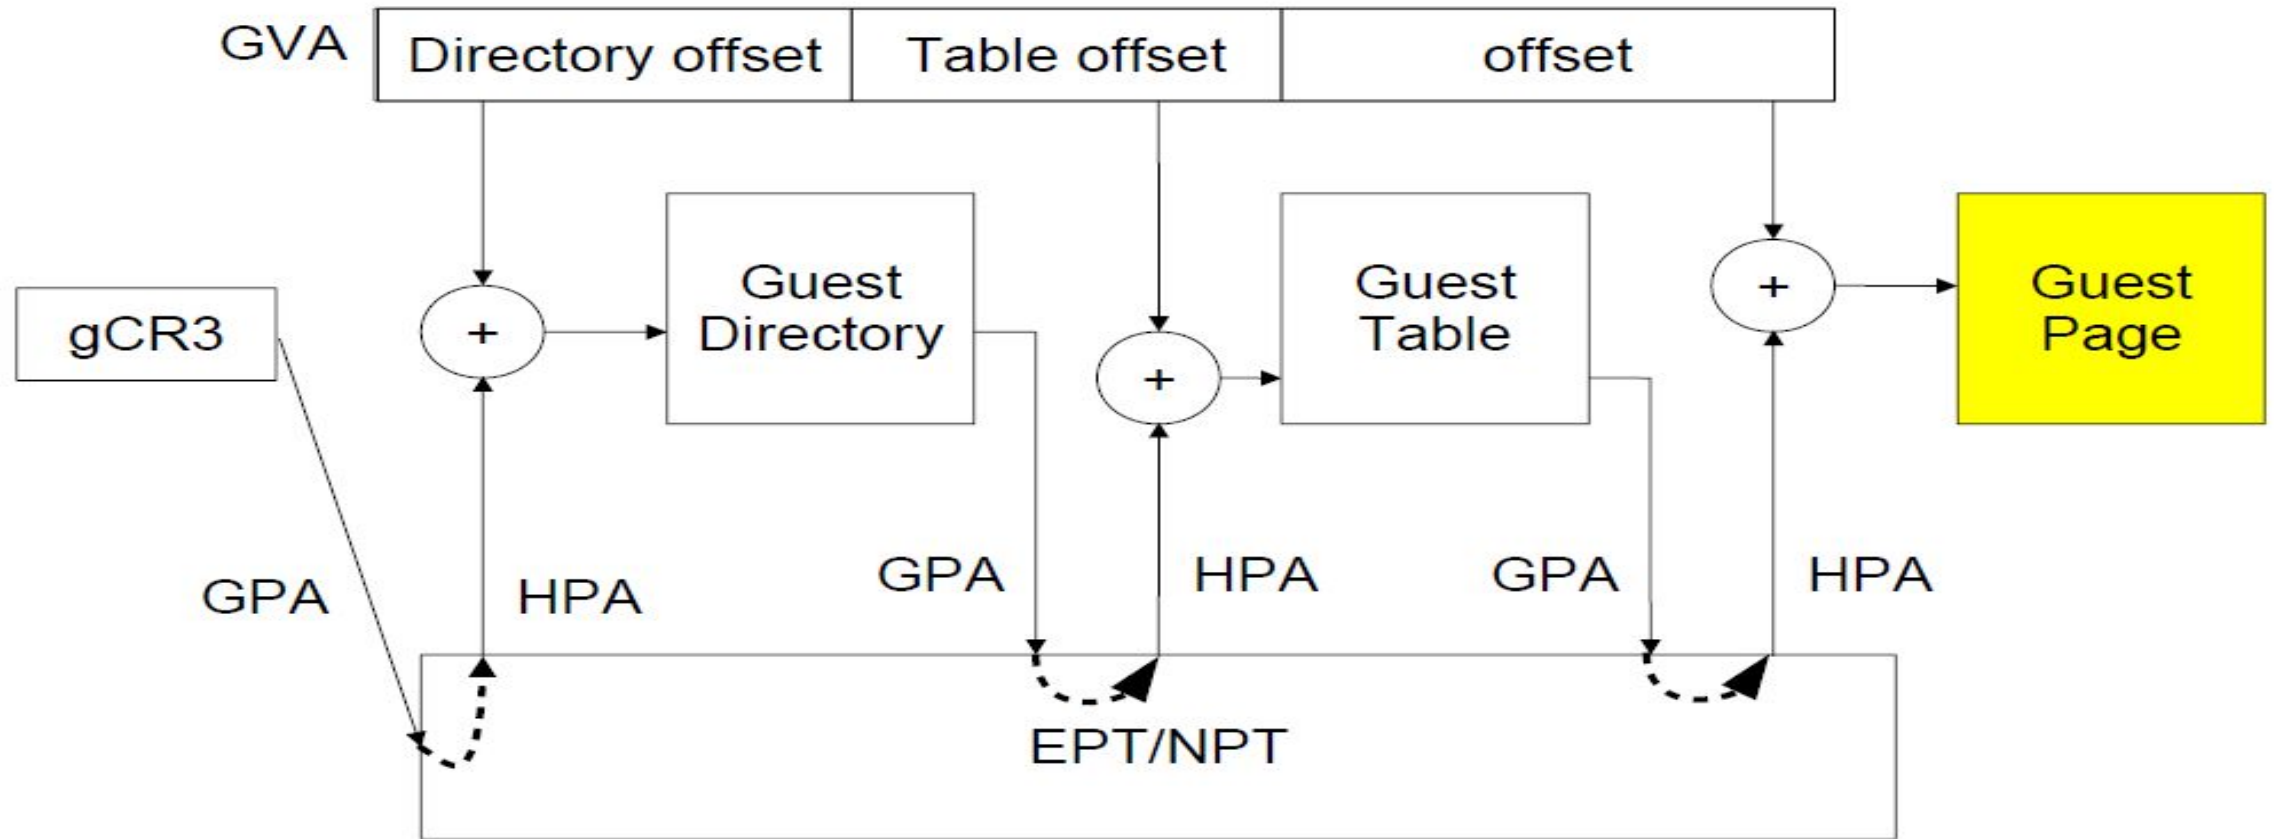 GVA
Directory offset
Table offset
offset
gCR3
+
Guest
Directory
+
Guest
Table
+
Guest
Page
GPA
HPA
GPA
HPA
GPA
HPA
EPT/NPT